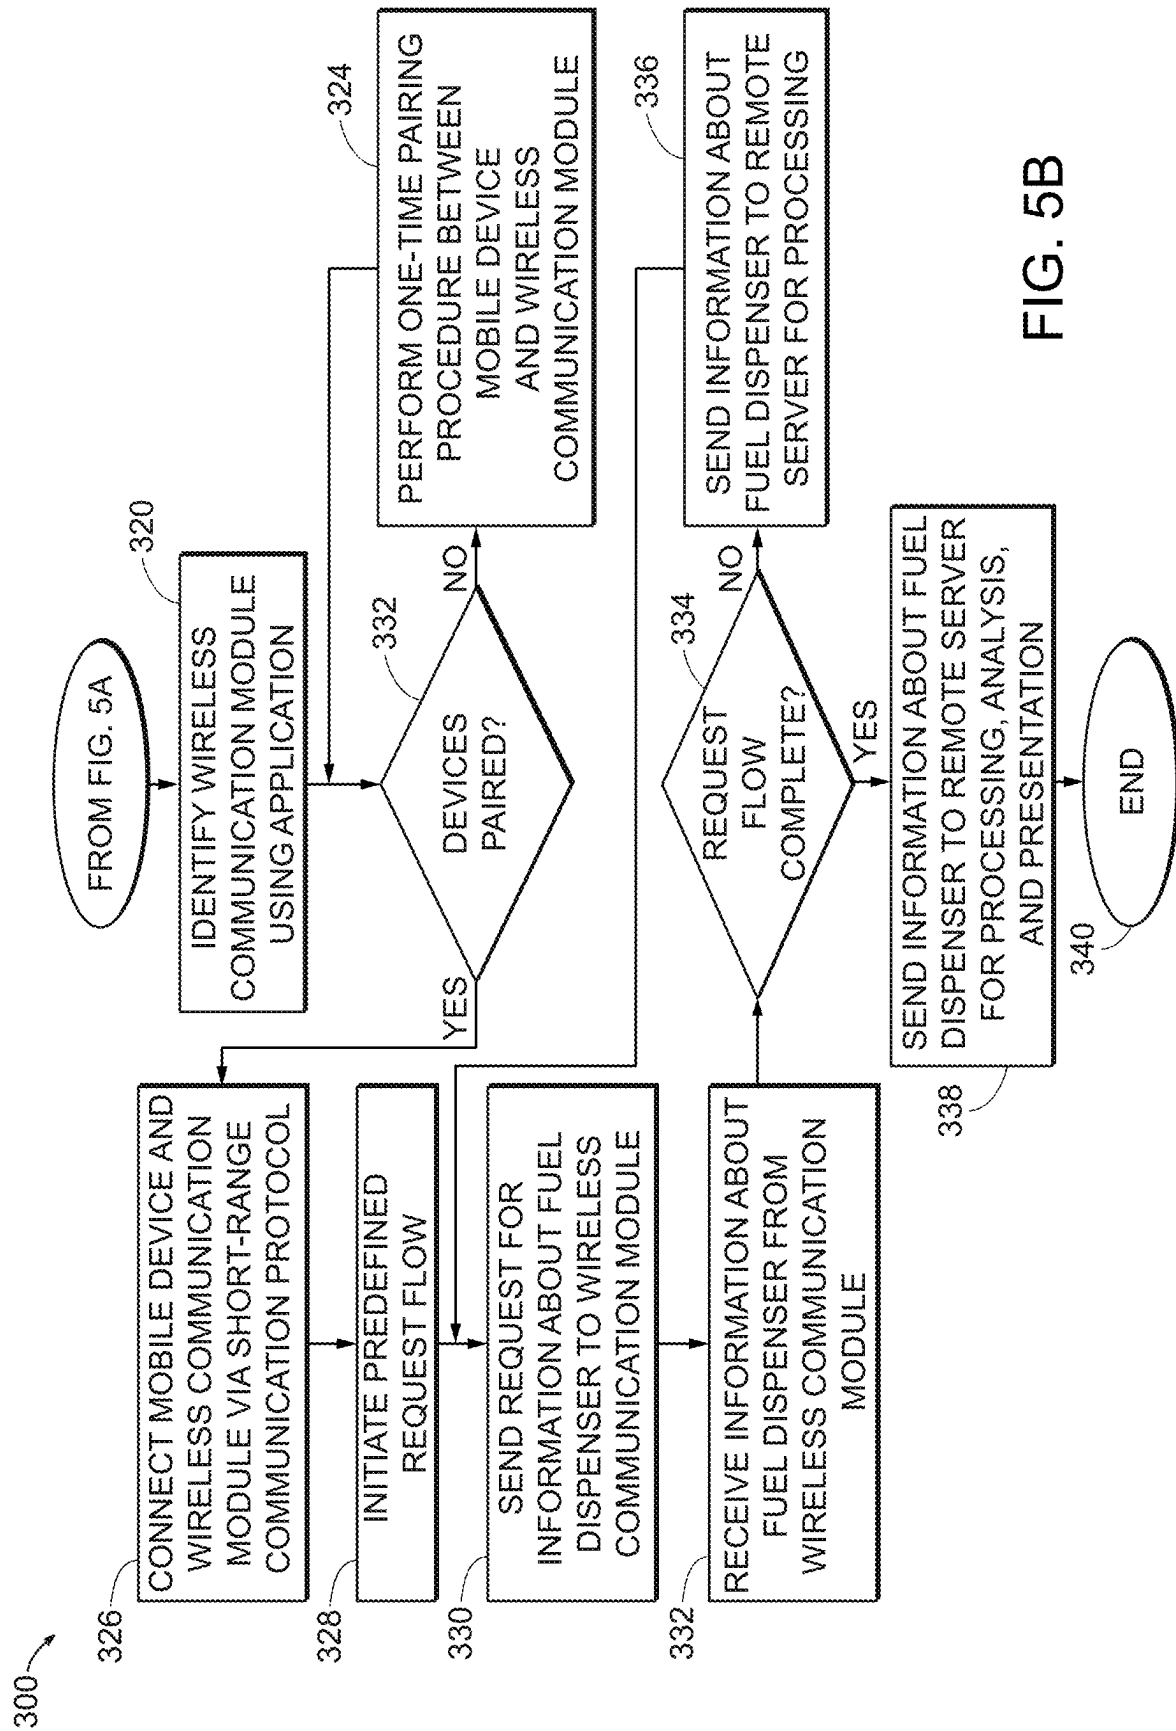 300
FROM FIG. 5A
320
IDENTIFY WIRELESS
COMMUNICATION MODULE
USING APPLICATION
332
DEVICES
PAIRED?
NO
YES
324
PERFORM ONE-TIME PAIRING
PROCEDURE BETWEEN
MOBILE DEVICE
AND WIRELESS
COMMUNICATION MODULE
326
CONNECT MOBILE DEVICE AND
WIRELESS COMMUNICATION
MODULE VIA SHORT-RANGE
COMMUNICATION PROTOCOL
328
INITIATE PREDEFINED
REQUEST FLOW
330
SEND REQUEST FOR
INFORMATION ABOUT FUEL
DISPENSER TO WIRELESS
COMMUNICATION MODULE
332
RECEIVE INFORMATION ABOUT
FUEL DISPENSER FROM
WIRELESS COMMUNICATION
MODULE
334
REQUEST
FLOW
COMPLETE?
NO
YES
336
SEND INFORMATION ABOUT
FUEL DISPENSER TO REMOTE
SERVER FOR PROCESSING
338
SEND INFORMATION ABOUT FUEL
DISPENSER TO REMOTE SERVER
FOR PROCESSING, ANALYSIS,
AND PRESENTATION
340
END
FIG. 5B